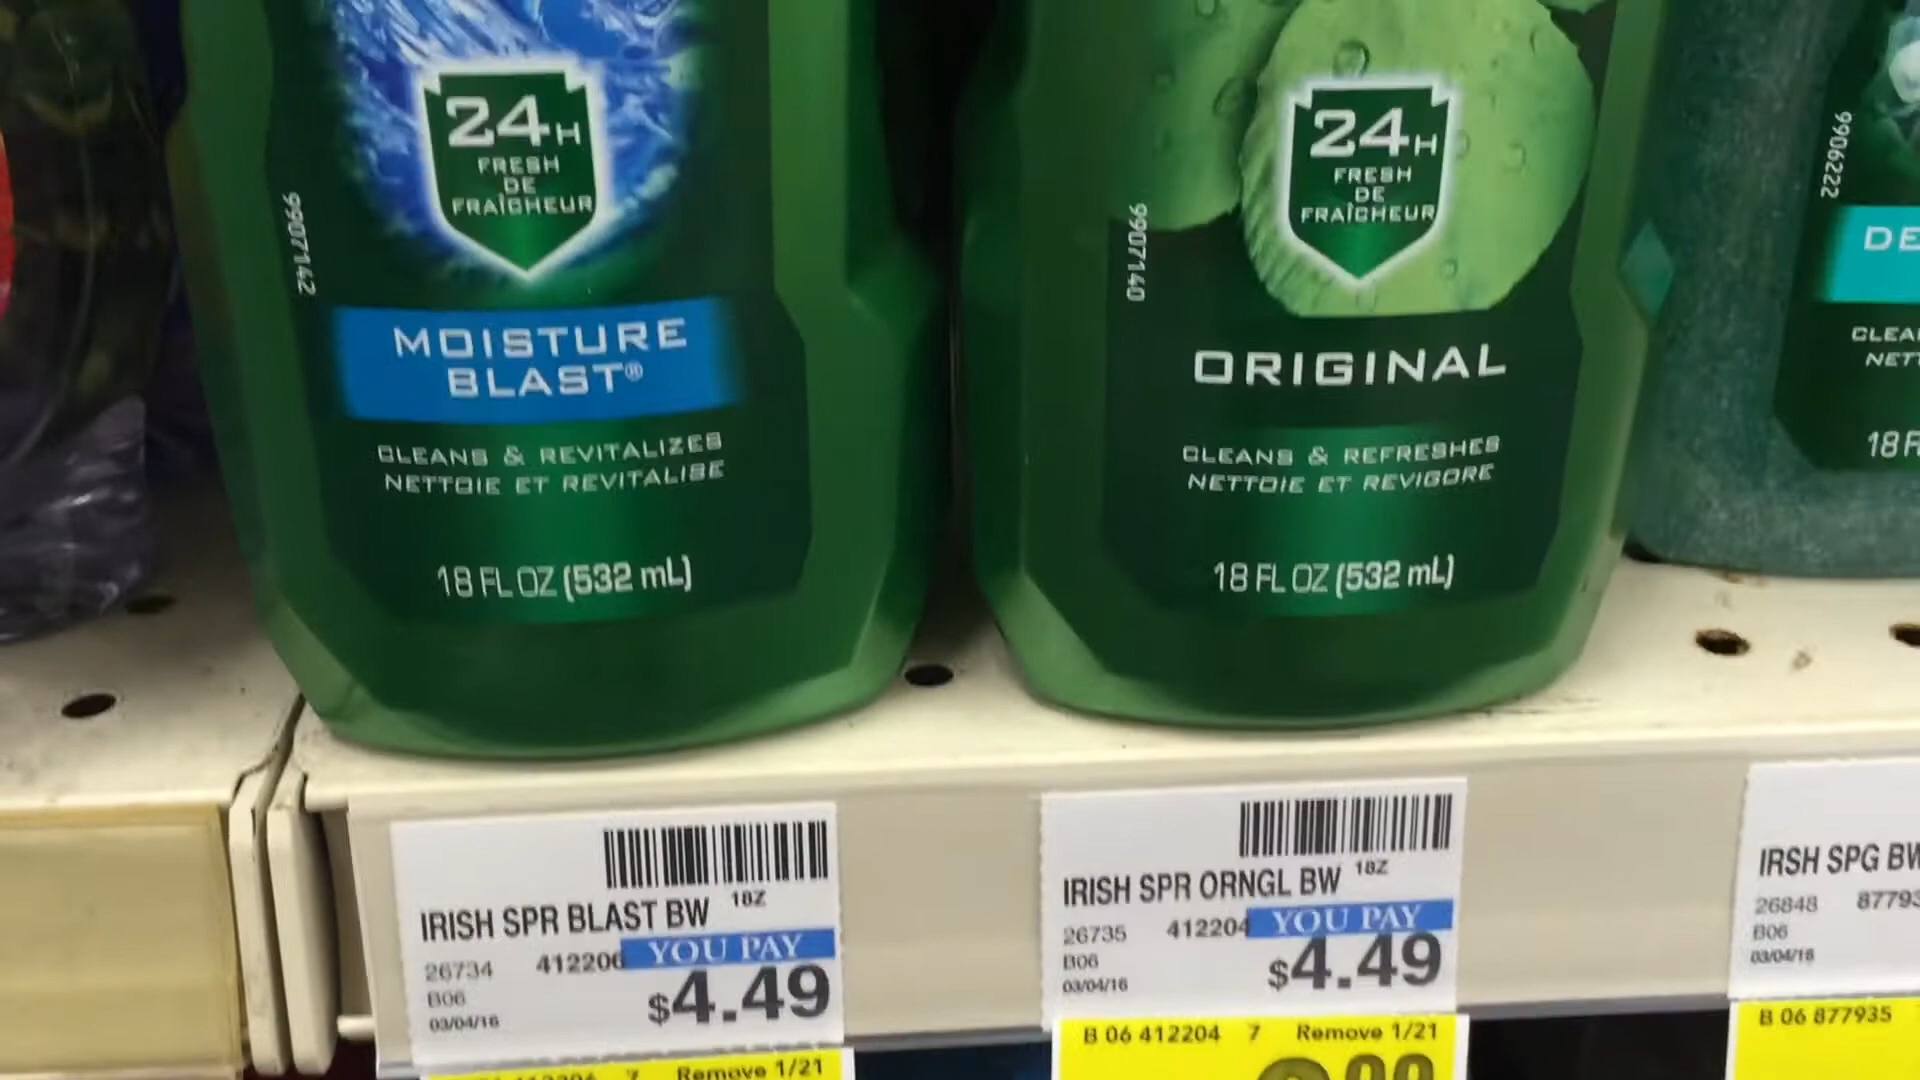 24H
FRESH
DE
FRAÎCHEUR
9907142
MOISTURE
BLAST®
CLEANS & REVITALIZES
NETTOIE ET REVITALISE
18 FL OZ (532 mL)
24H
FRESH
DE
FRAÎCHEUR
9907140
ORIGINAL
CLEANS & REFRESHES
NETTOIE ET REVIGORE
18 FL OZ (532 mL)
9906222
18 F
IRISH SPR BLAST BW 18Z
26734 412206 YOU PAY
B06 $4.49
03/04/16
Remove 1/21
IRISH SPR ORNGL BW 18Z
26735 412204 YOU PAY
B06 $4.49
03/04/16
B 06 412204 7 Remove 1/21
IRSH SPG BW
26848 87793
B06
03/04/16
B 06 877935